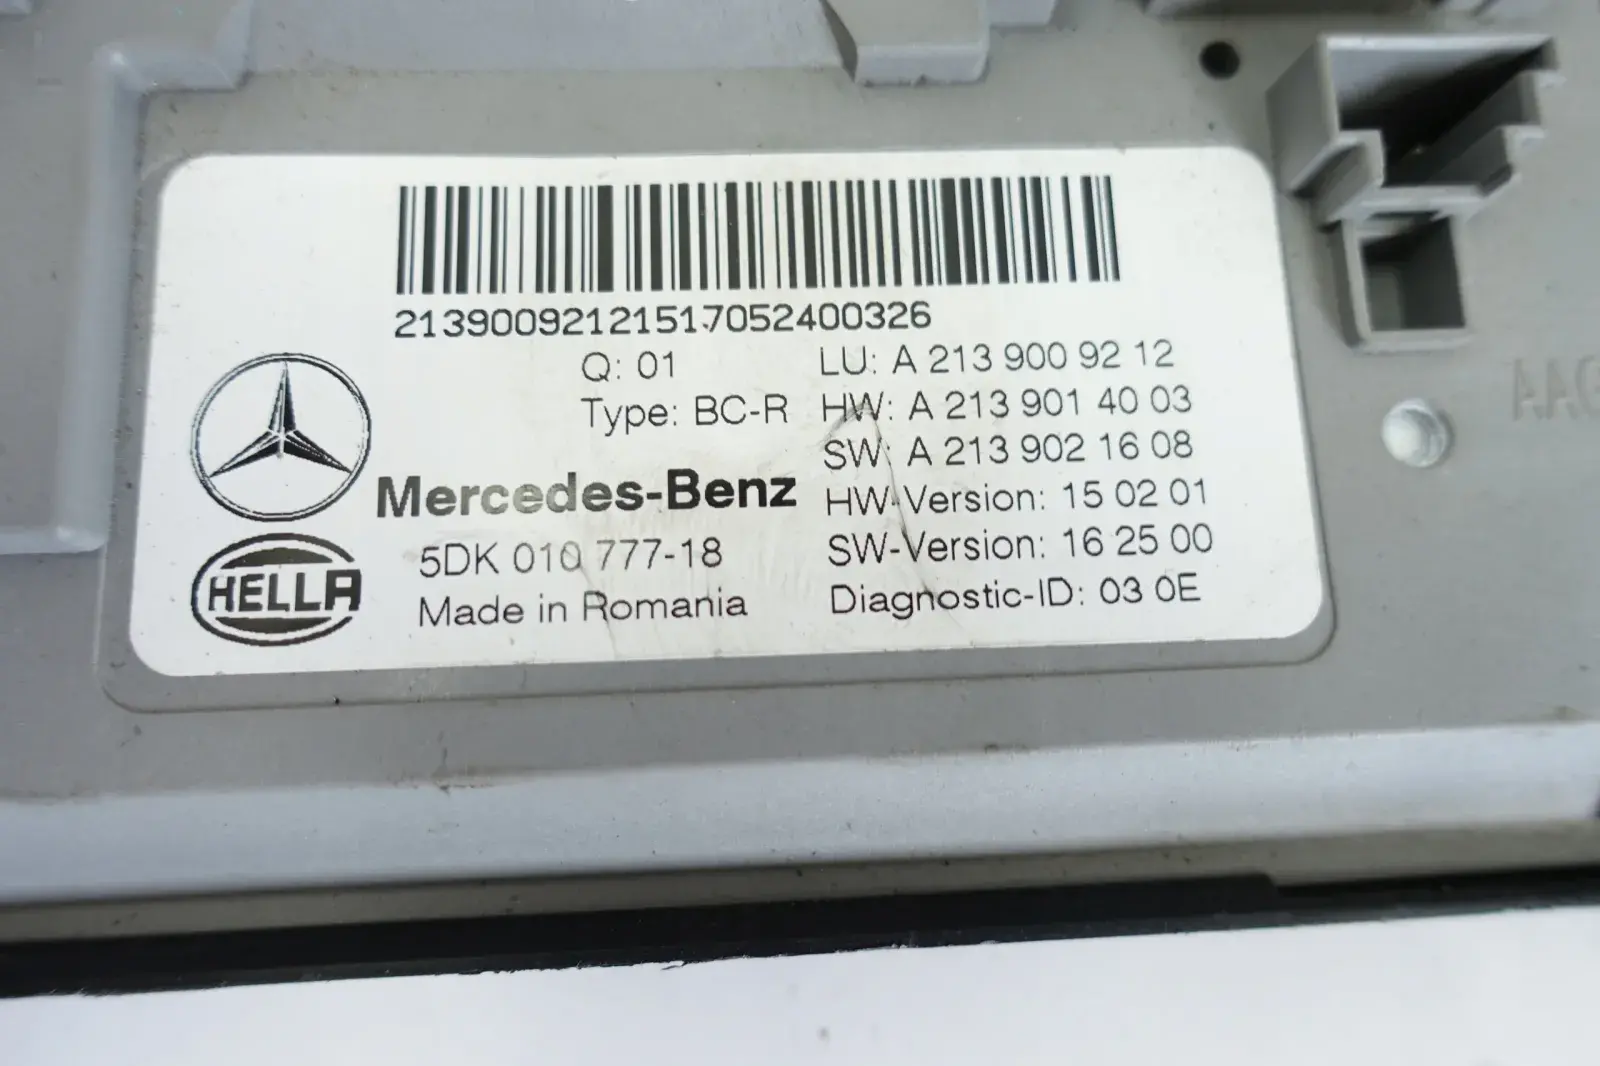 21390092121517052400326
Q: 01
LU: A 213 900 92 12
Type: BC-R
HW: A 213 901 40 03
SW: A 213 902 16 08
Mercedes-Benz
HW-Version: 15 02 01
5DK 010 777-18
SW-Version: 16 25 00
HELLA
Made in Romania
Diagnostic-ID: 03 0E